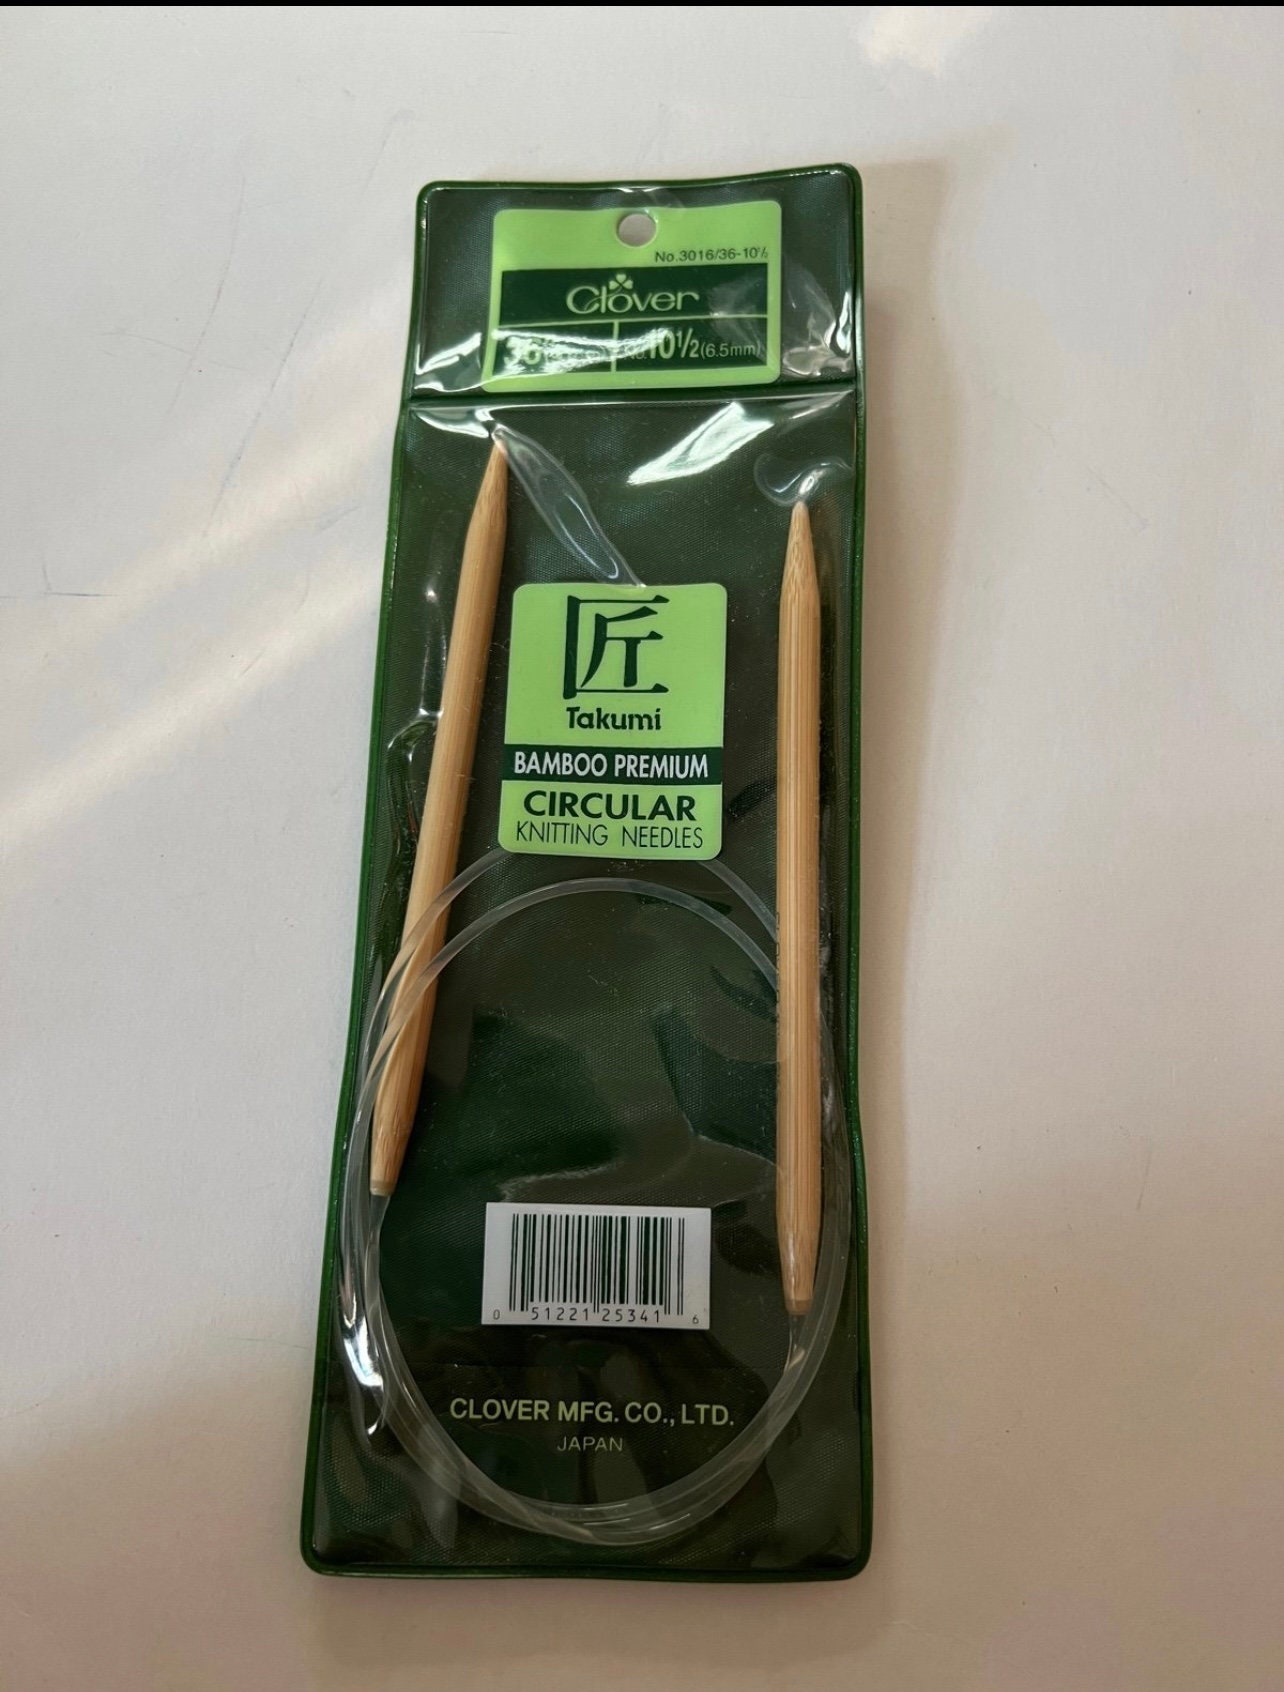 No.3016/36-10½
Clover
36"
No.10½(6.5mm)
匠
Takumi
BAMBOO PREMIUM
CIRCULAR
KNITTING NEEDLES
0 51221 25341 6
CLOVER MFG. CO., LTD.
JAPAN